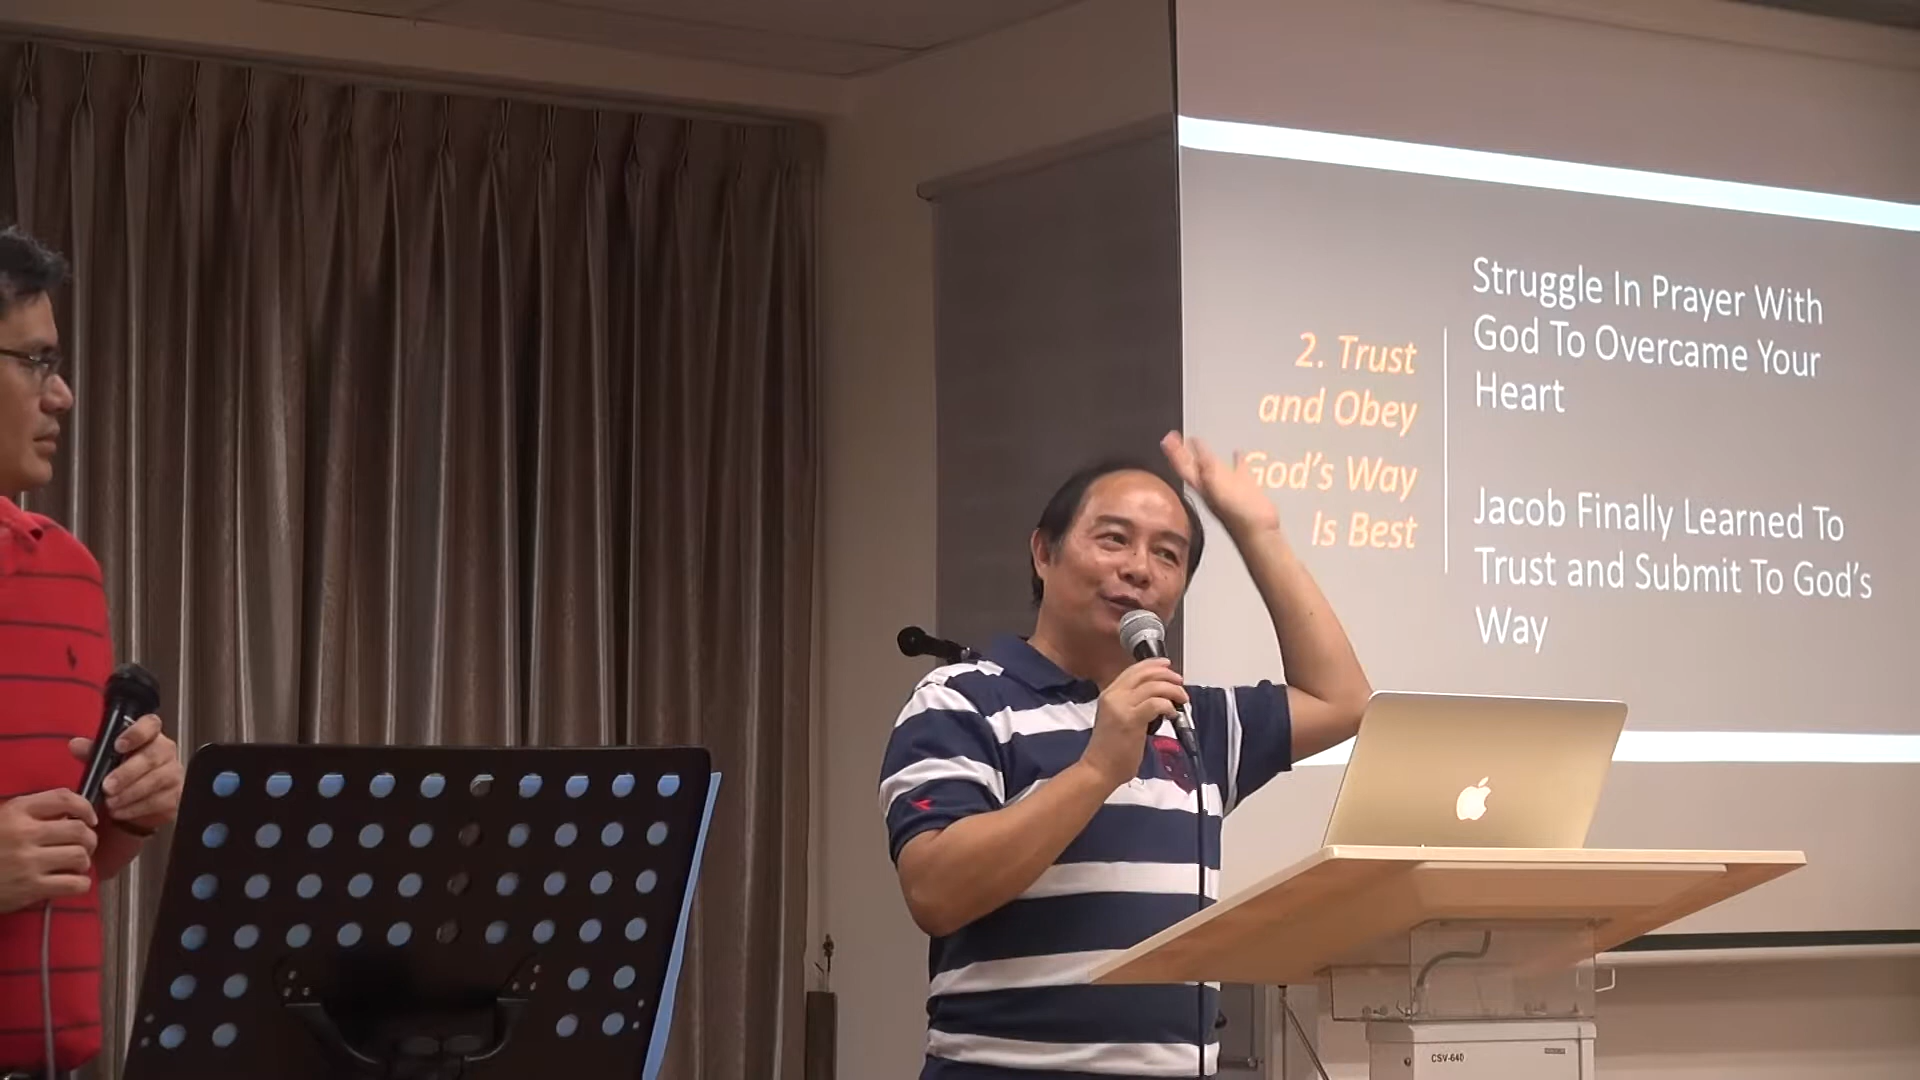 2. Trust
and Obey
God's Way
Is Best
Struggle In Prayer With
God To Overcame Your
Heart
Jacob Finally Learned To
Trust and Submit To God's
Way
CSV-640